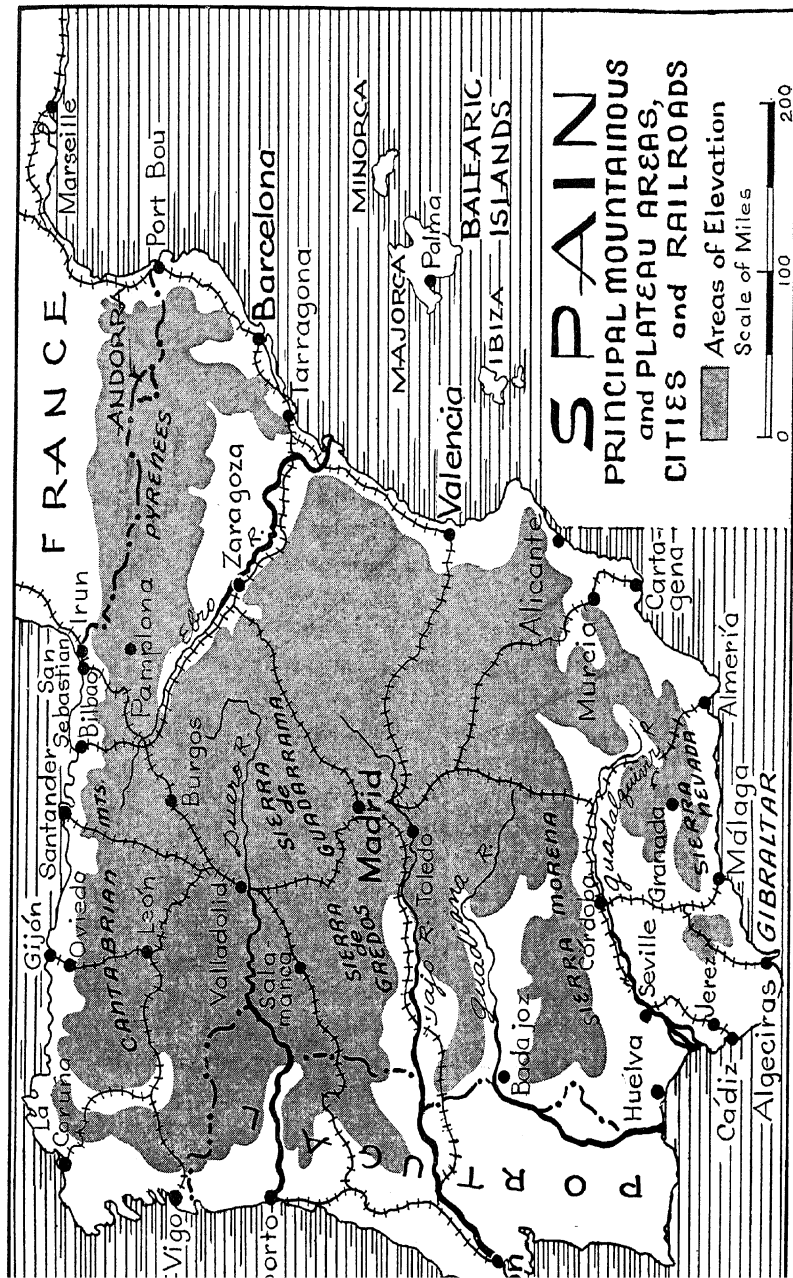 SPAIN
PRINCIPAL MOUNTAINOUS
and PLATEAU AREAS,
CITIES and RAILROADS
Areas of Elevation
Scale of Miles
0 100 200
FRANCE
Marseille
Port Bou
ANDORRA
PYRENEES
Barcelona
Tarragona
MINORCA
MAJORCA
Palma
BALEARIC
ISLANDS
IBIZA
Zaragoza
Ebro R.
Irun
San
Sebastian
Pamplona
Bilbao
Santander
Gijón
Oviedo
La
Coruña
CANTABRIAN MTS.
León
Burgos
Valladolid
Duero R.
Sala-
manca
Vigo
orto
SIERRA
de
GUADARRAMA
Madrid
SIERRA
de
GREDOS
Tajo R.
Toledo
Valencia
Guadiana R.
Badajoz
SIERRA MORENA
Alicante
Murcia
Carta-
gena
Córdoba
Guadalquivir R.
Granada
SIERRA
NEVADA
Almería
Málaga
Seville
Huelva
Jerez
Cádiz
Algeciras
GIBRALTAR
PORTUGAL